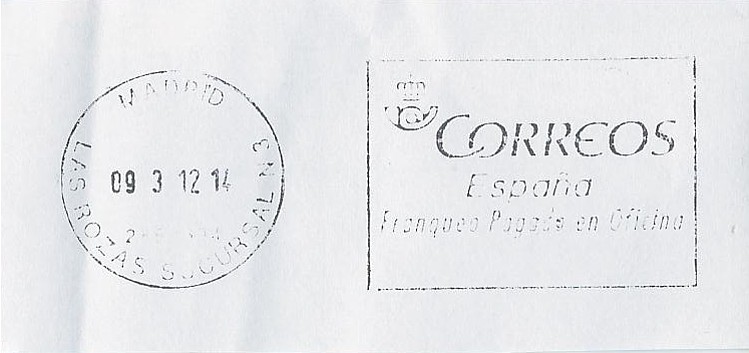 MADRID
09 3 12 14
LAS ROZAS SUCURSAL N3
CORREOS
España
Franqueo Pagado en Oficina